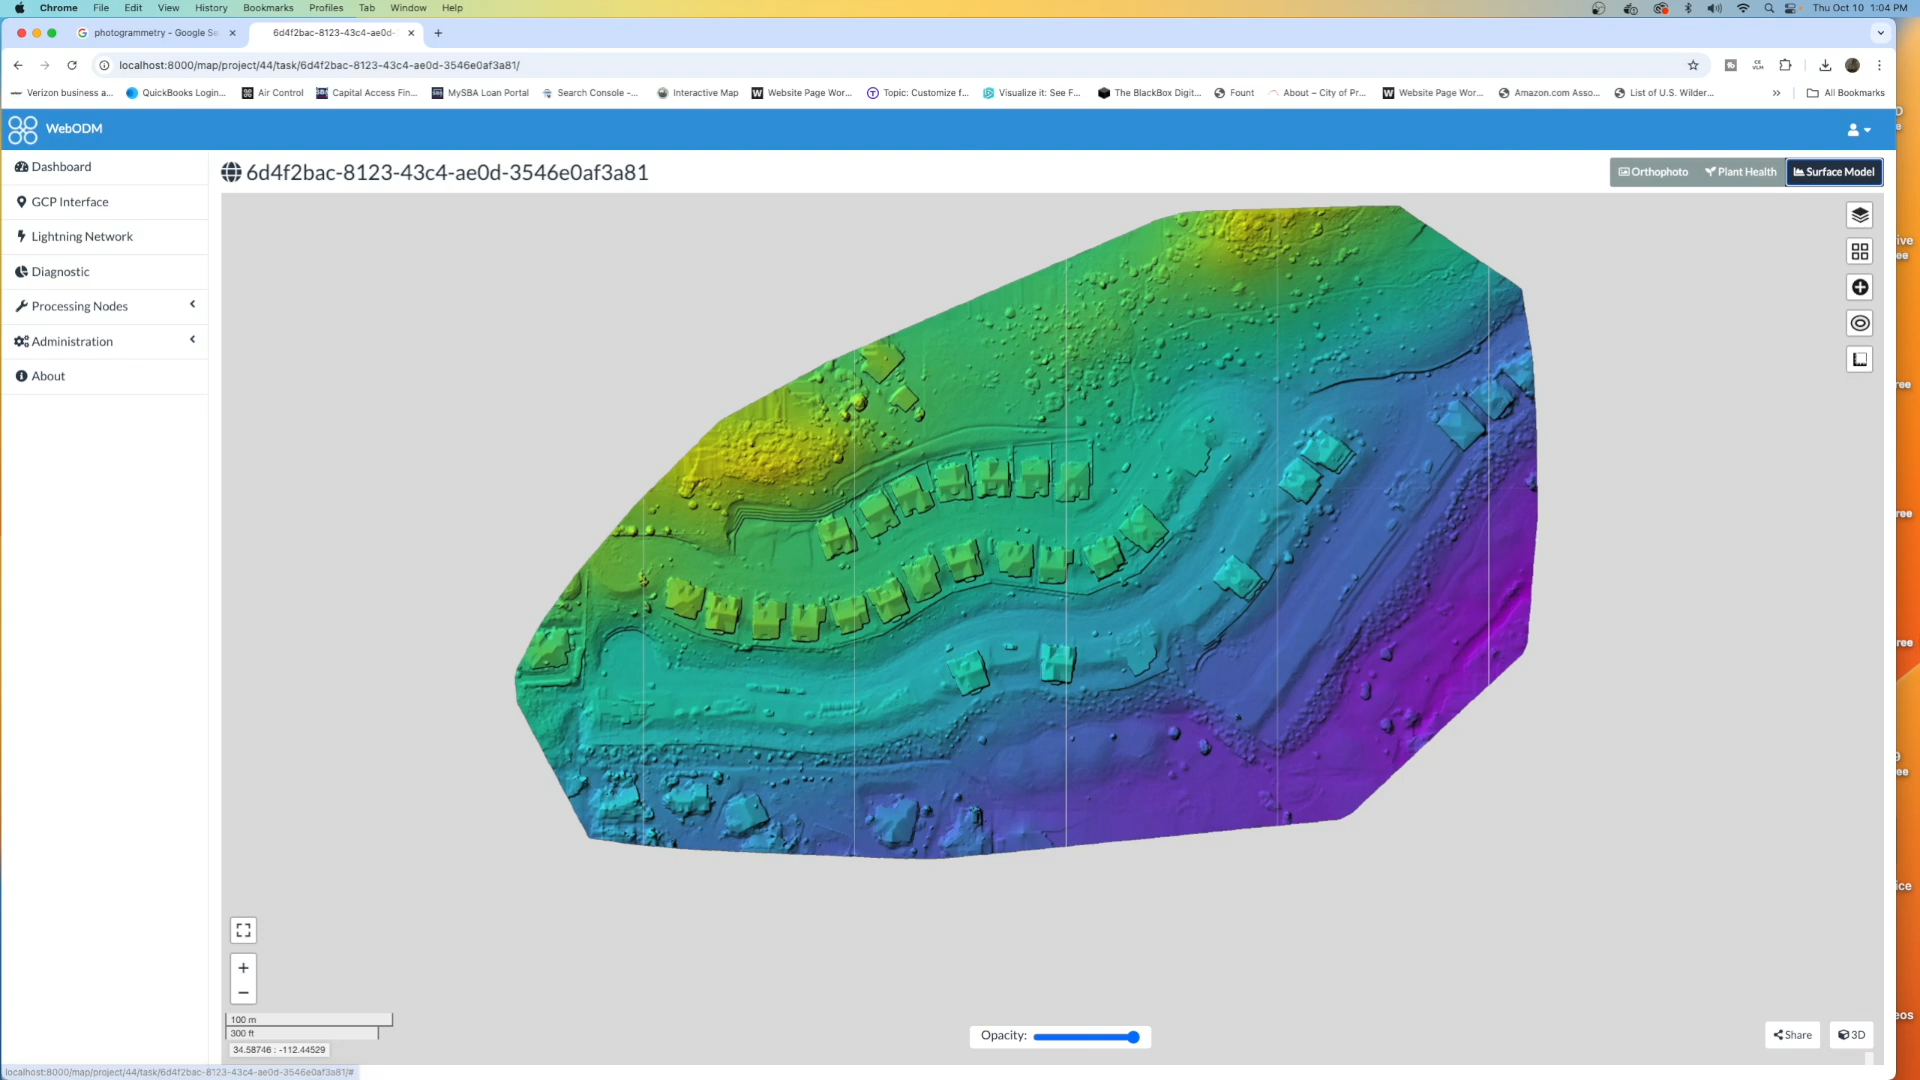 Chrome File Edit View History Bookmarks Profiles Tab Window Help
Thu Oct 10 1:04 PM
photogrammetry - Google Se
6d4f2bac-8123-43c4-ae0d-
localhost:8000/map/project/44/task/6d4f2bac-8123-43c4-ae0d-3546e0af3a81/
Verizon business a... QuickBooks Login... Air Control Capital Access Fin... MySBA Loan Portal Search Console -... Interactive Map Website Page Wor... Topic: Customize f... Visualize it: See F... The BlackBox Digit... Fount About – City of Pr... Website Page Wor... Amazon.com Asso... List of U.S. Wilder... » All Bookmarks
WebODM
Dashboard
GCP Interface
Lightning Network
Diagnostic
Processing Nodes
Administration
About
6d4f2bac-8123-43c4-ae0d-3546e0af3a81
Orthophoto Plant Health Surface Model
100 m
300 ft
34.58746 : -112.44529
Opacity:
Share 3D
localhost:8000/map/project/44/task/6d4f2bac-8123-43c4-ae0d-3546e0af3a81/#